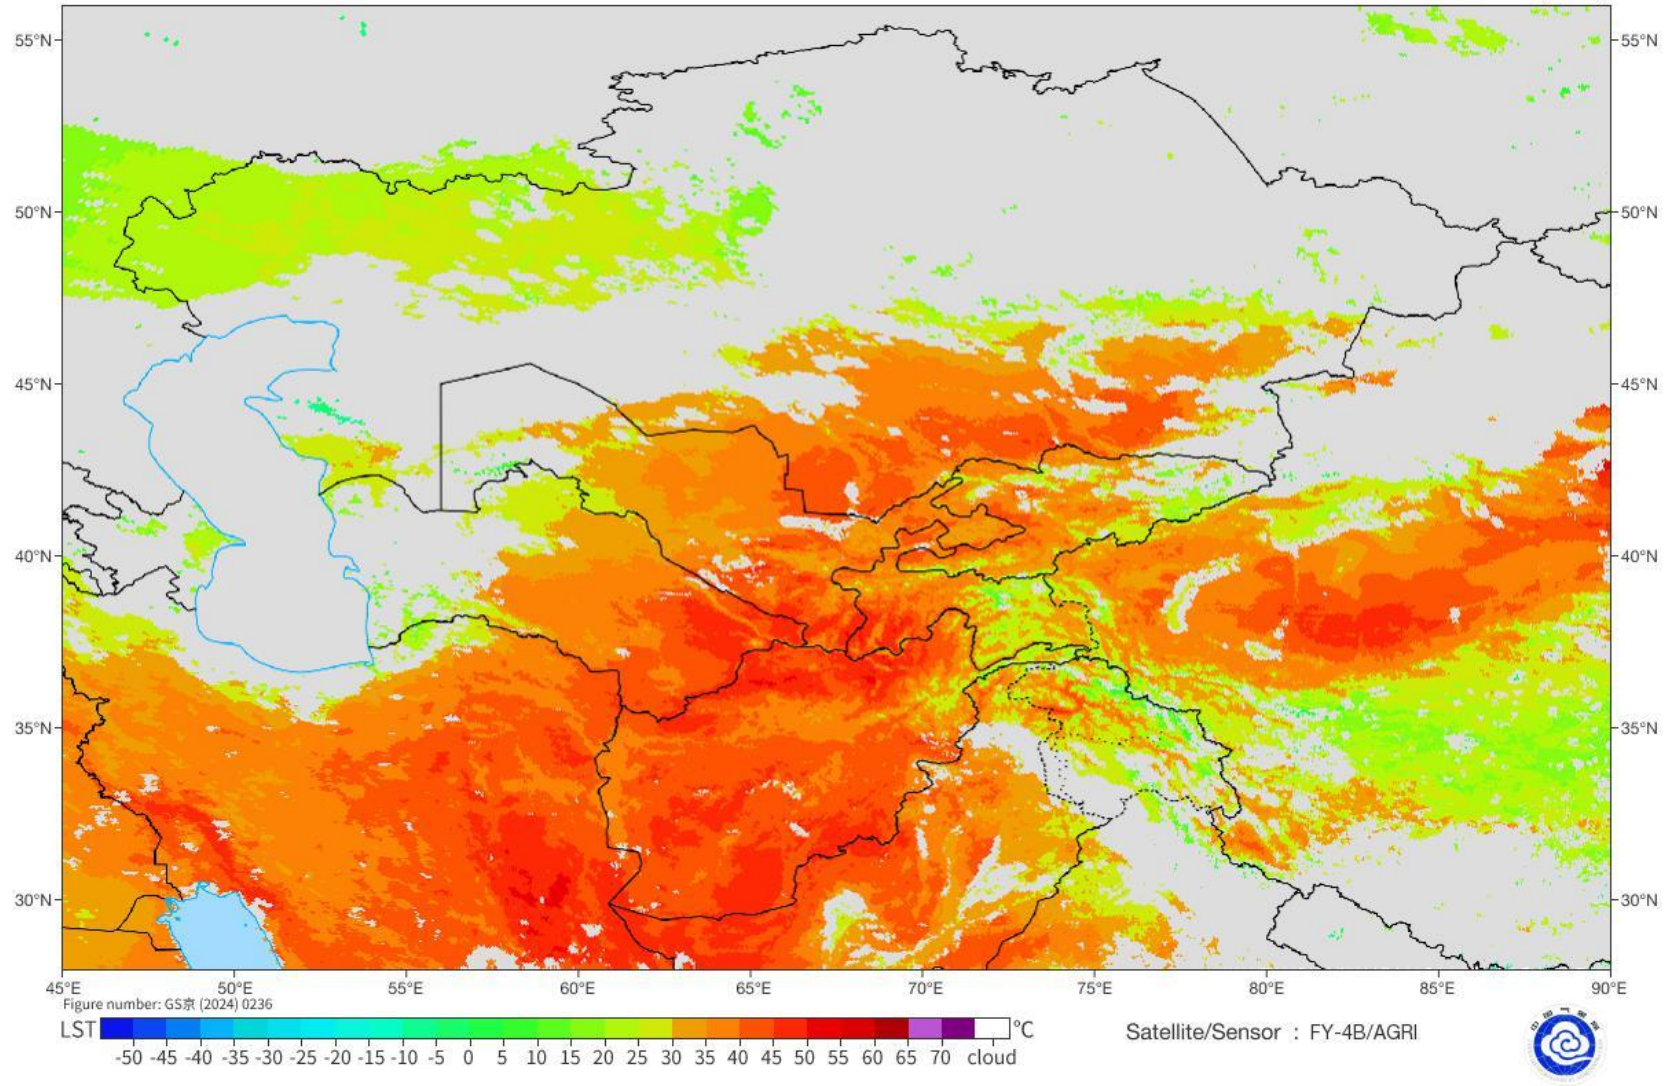 55°N 55°N
50°N 50°N
45°N 45°N
40°N 40°N
35°N 35°N
30°N 30°N
45°E 50°E 55°E 60°E 65°E 70°E 75°E 80°E 85°E 90°E
Figure number: GS京 (2024) 0236
LST °C
-50 -45 -40 -35 -30 -25 -20 -15 -10 -5 0 5 10 15 20 25 30 35 40 45 50 55 60 65 70 cloud
Satellite/Sensor : FY-4B/AGRI